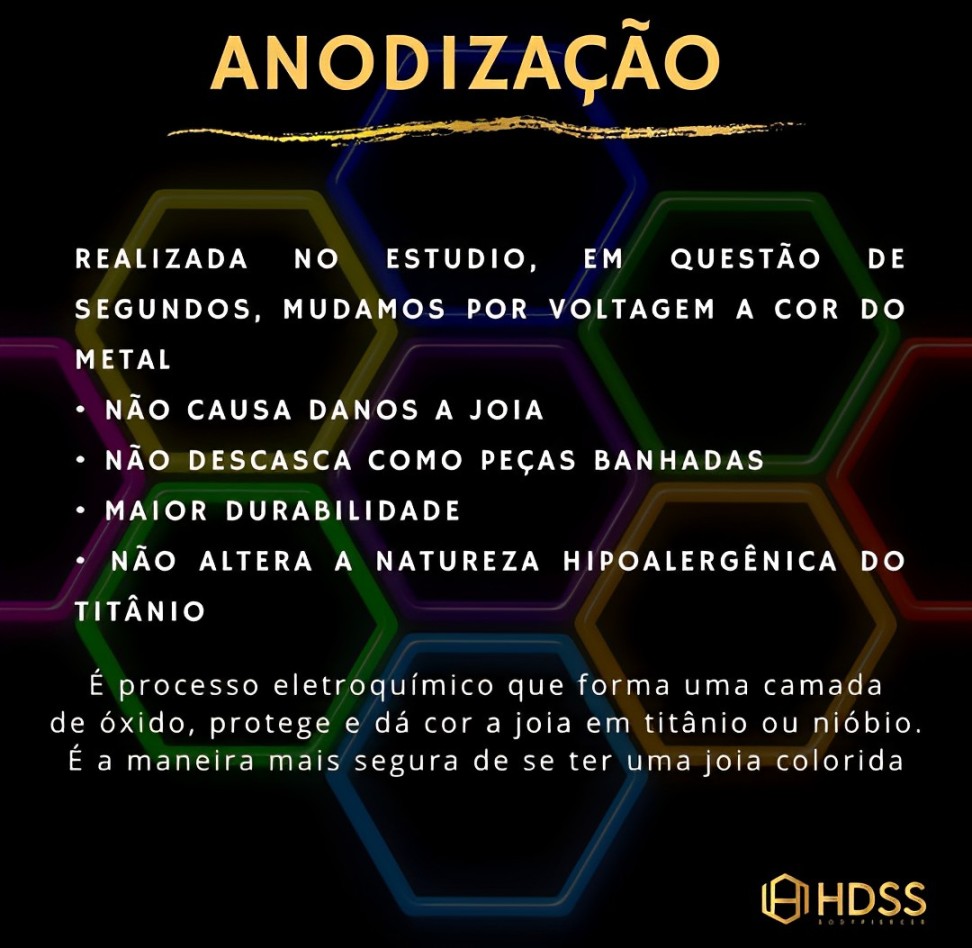 ANODIZAÇÃO
REALIZADA NO ESTUDIO, EM QUESTÃO DE
SEGUNDOS, MUDAMOS POR VOLTAGEM A COR DO
METAL
• NÃO CAUSA DANOS A JOIA
• NÃO DESCASCA COMO PEÇAS BANHADAS
• MAIOR DURABILIDADE
• NÃO ALTERA A NATUREZA HIPOALERGÊNICA DO
TITÂNIO
É processo eletroquímico que forma uma camada
de óxido, protege e dá cor a joia em titânio ou nióbio.
É a maneira mais segura de se ter uma joia colorida
HDSS